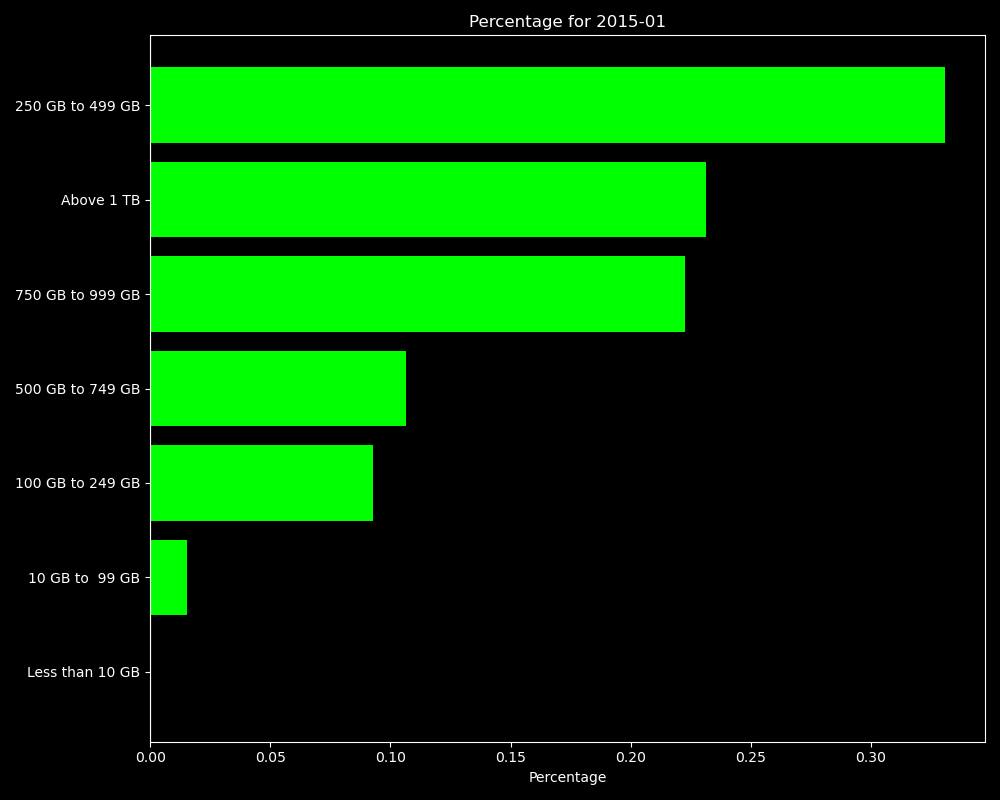 Percentage for 2015-01
250 GB to 499 GB
Above 1 TB
750 GB to 999 GB
500 GB to 749 GB
100 GB to 249 GB
10 GB to  99 GB
Less than 10 GB
0.00 0.05 0.10 0.15 0.20 0.25 0.30
Percentage